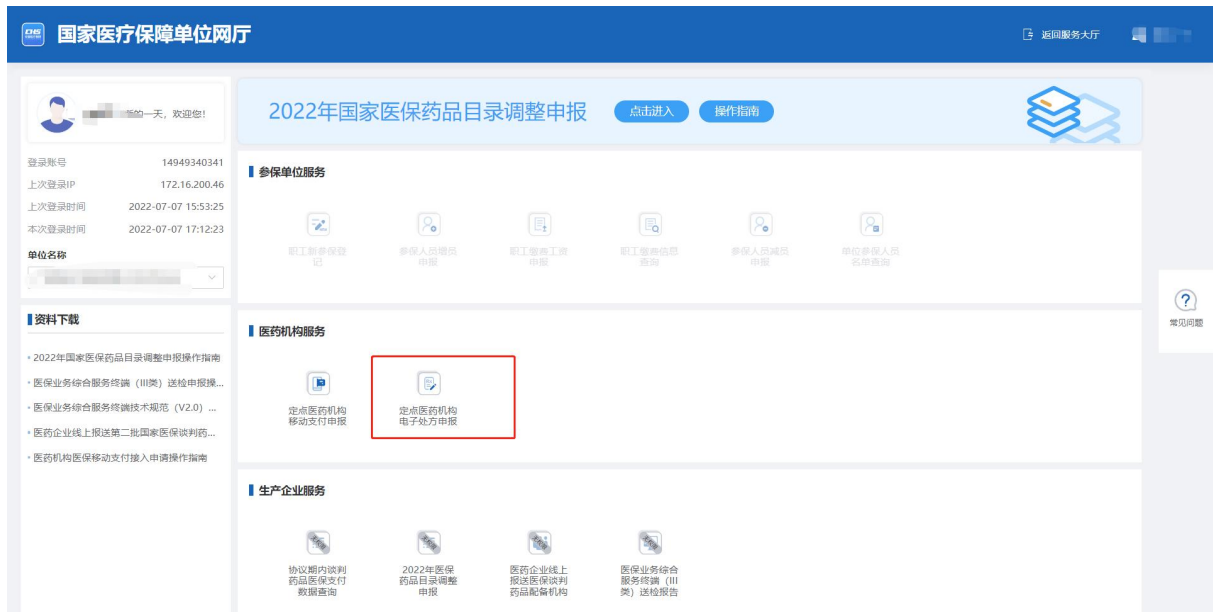 国家医疗保障单位网厅
返回服务大厅
新的一天，欢迎您!
登录账号 14949340341
上次登录IP 172.16.200.46
上次登录时间 2022-07-07 15:53:25
本次登录时间 2022-07-07 17:12:23
单位名称
资料下载
2022年国家医保药品目录调整申报操作指南
医保业务综合服务终端（III类）送检申报操...
医保业务综合服务终端技术规范（V2.0）...
医药企业线上报送第二批国家医保谈判药...
医药机构医保移动支付接入申请操作指南
2022年国家医保药品目录调整申报
点击进入
操作指南
参保单位服务
职工新参保登
记
参保人员增员
申报
职工缴费工资
申报
职工缴费信息
查询
参保人员减员
申报
单位参保人员
名单查询
医药机构服务
定点医药机构
移动支付申报
定点医药机构
电子处方申报
生产企业服务
协议期内谈判
药品医保支付
数据查询
2022年医保
药品目录调整
申报
医药企业线上
报送医保谈判
药品配备机构
医保业务综合
服务终端（III
类）送检报告
常见问题